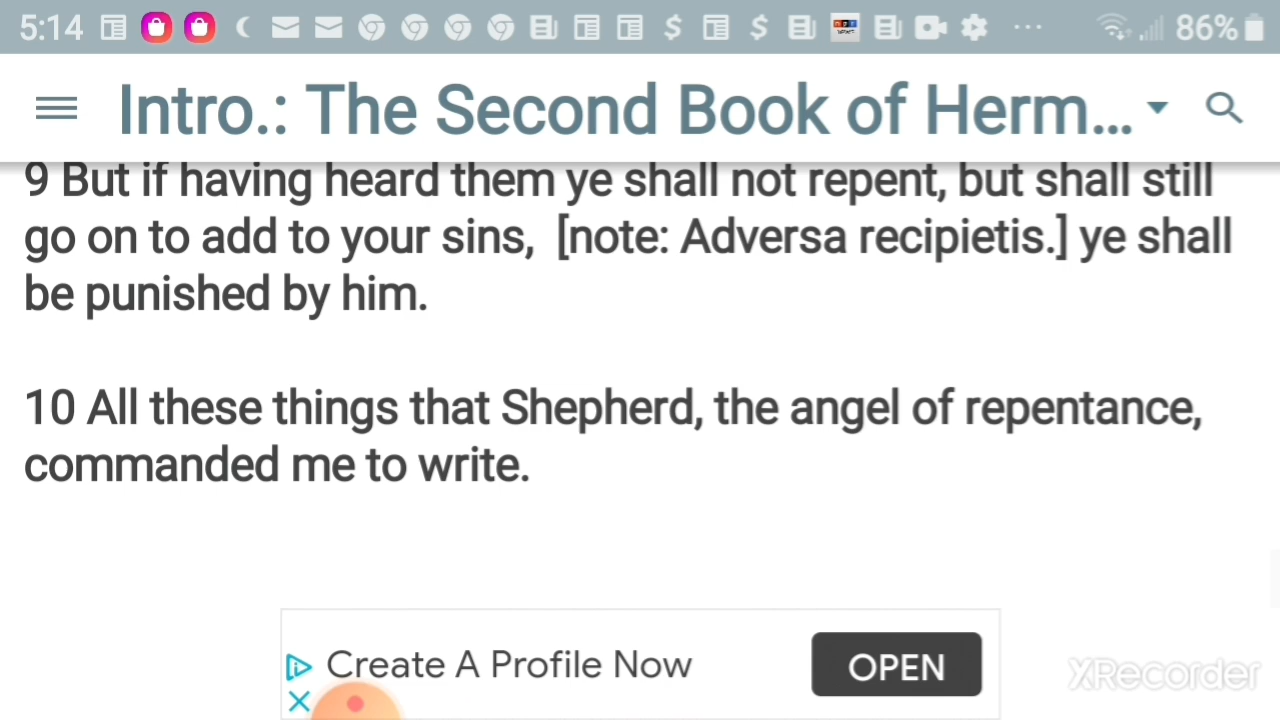 5:14
86%
Intro.: The Second Book of Herm...
9 But if having heard them ye shall not repent, but shall still
go on to add to your sins,  [note: Adversa recipietis.] ye shall
be punished by him.
10 All these things that Shepherd, the angel of repentance,
commanded me to write.
Create A Profile Now
OPEN
XRecorder